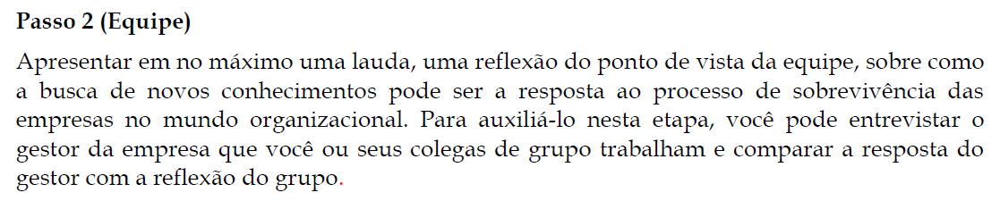 Passo 2 (Equipe)
Apresentar em no máximo uma lauda, uma reflexão do ponto de vista da equipe, sobre como
a busca de novos conhecimentos pode ser a resposta ao processo de sobrevivência das
empresas no mundo organizacional. Para auxiliá-lo nesta etapa, você pode entrevistar o
gestor da empresa que você ou seus colegas de grupo trabalham e comparar a resposta do
gestor com a reflexão do grupo.